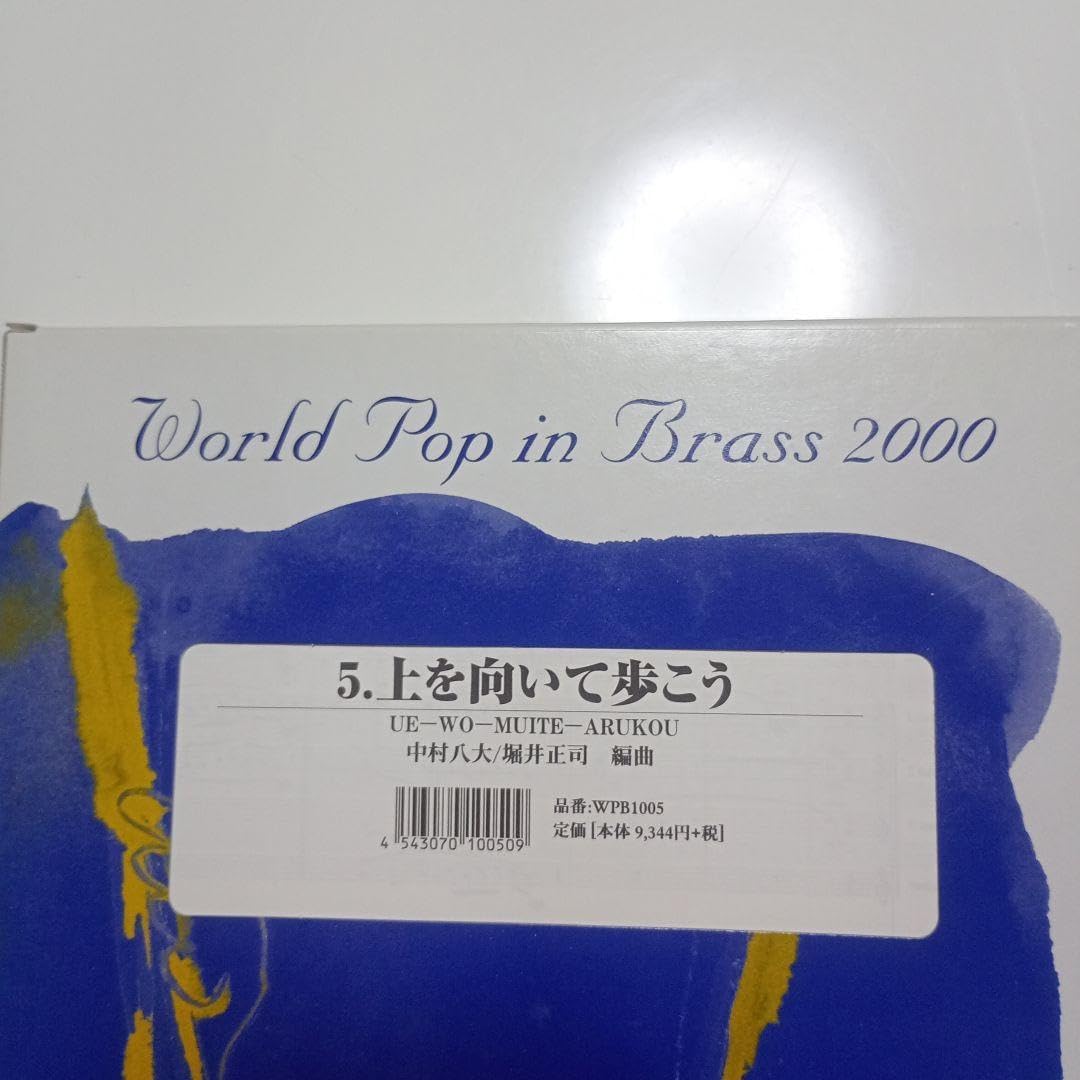 World Pop in Brass 2000
5.上を向いて歩こう
UE－WO－MUITE－ARUKOU
中村八大/堀井正司　編曲
品番:WPB1005
定価［本体 9,344円+税］
4 543070 100509